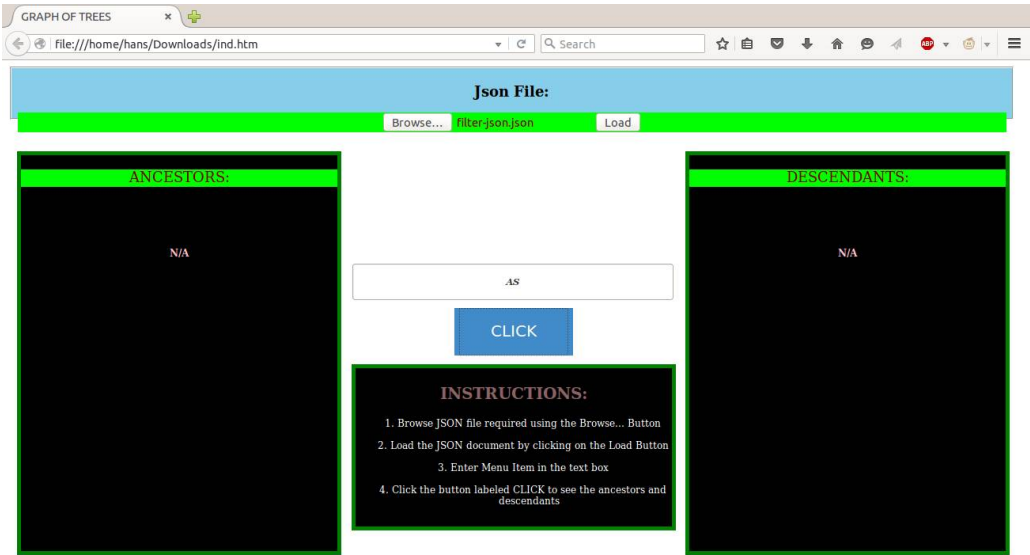 GRAPH OF TREES
file:///home/hans/Downloads/ind.htm
Search
ABP
Json File:
Browse... filter-json.json Load
ANCESTORS:
N/A
AS
CLICK
INSTRUCTIONS:
1. Browse JSON file required using the Browse... Button
2. Load the JSON document by clicking on the Load Button
3. Enter Menu Item in the text box
4. Click the button labeled CLICK to see the ancestors and
descendants
DESCENDANTS:
N/A